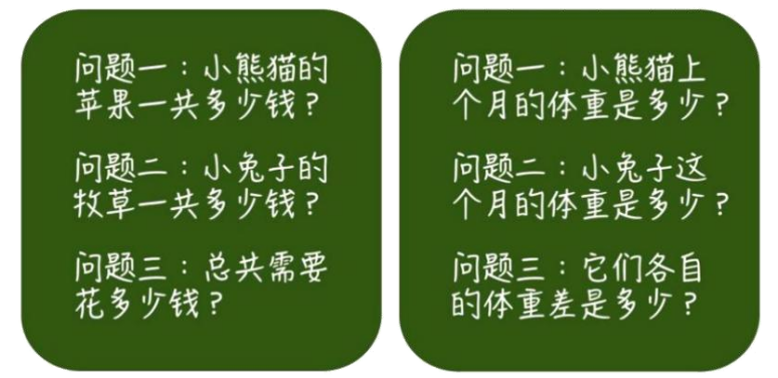 问题一：小熊猫的
苹果一共多少钱？
问题二：小兔子的
牧草一共多少钱？
问题三：总共需要
花多少钱？
问题一：小熊猫上
个月的体重是多少？
问题二：小兔子这
个月的体重是多少？
问题三：它们各自
的体重差是多少？